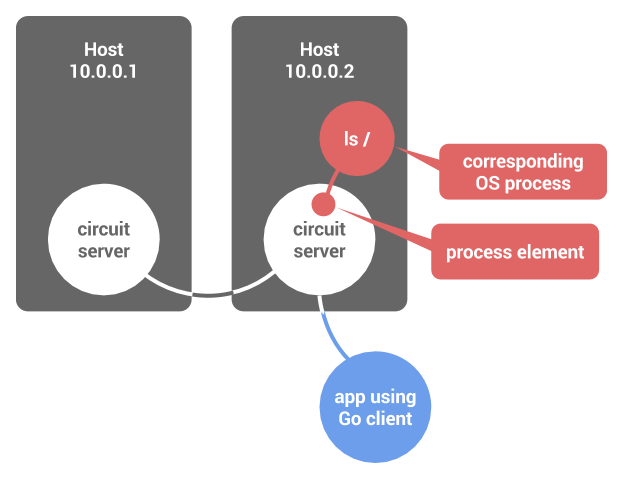 Host
10.0.0.1
Host
10.0.0.2
ls /
corresponding
OS process
circuit
server
circuit
server
process element
app using
Go client